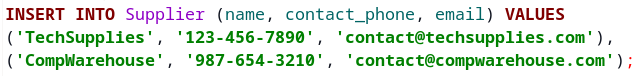 INSERT INTO Supplier (name, contact_phone, email) VALUES
('TechSupplies', '123-456-7890', 'contact@techsupplies.com'),
('CompWarehouse', '987-654-3210', 'contact@compwarehouse.com');